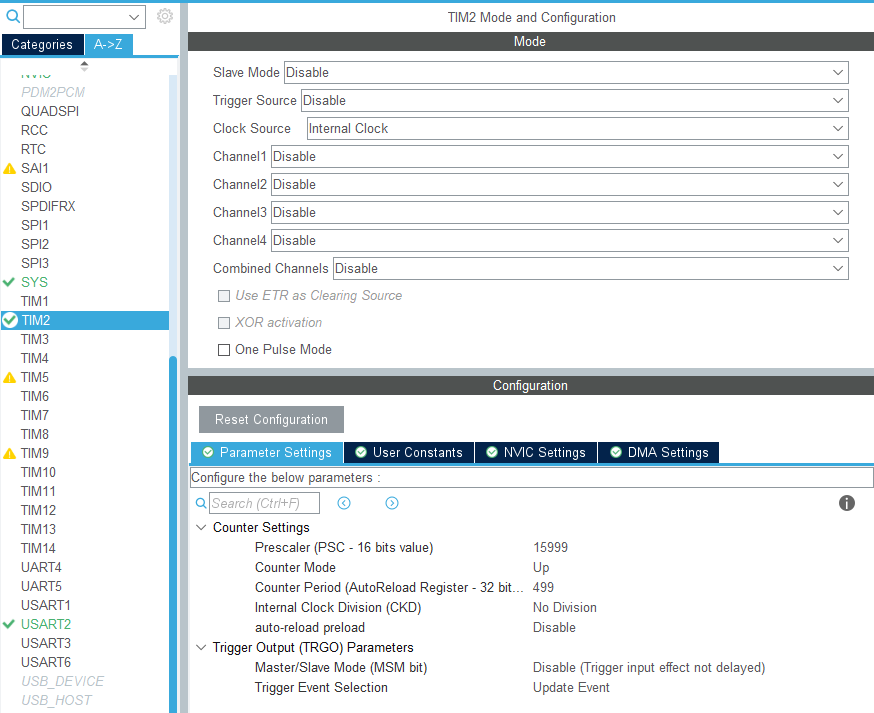 TIM2 Mode and Configuration
Categories
A->Z
PDM2PCM
QUADSPI
RCC
RTC
SAI1
SDIO
SPDIFRX
SPI1
SPI2
SPI3
SYS
TIM1
TIM2
TIM3
TIM4
TIM5
TIM6
TIM7
TIM8
TIM9
TIM10
TIM11
TIM12
TIM13
TIM14
UART4
UART5
USART1
USART2
USART3
USART6
USB_DEVICE
USB_HOST
Mode
Slave Mode Disable
Trigger Source Disable
Clock Source Internal Clock
Channel1 Disable
Channel2 Disable
Channel3 Disable
Channel4 Disable
Combined Channels Disable
Use ETR as Clearing Source
XOR activation
One Pulse Mode
Configuration
Reset Configuration
Parameter Settings User Constants NVIC Settings DMA Settings
Configure the below parameters :
Search (Ctrl+F)
Counter Settings
Prescaler (PSC - 16 bits value) 15999
Counter Mode Up
Counter Period (AutoReload Register - 32 bit... 499
Internal Clock Division (CKD) No Division
auto-reload preload Disable
Trigger Output (TRGO) Parameters
Master/Slave Mode (MSM bit) Disable (Trigger input effect not delayed)
Trigger Event Selection Update Event